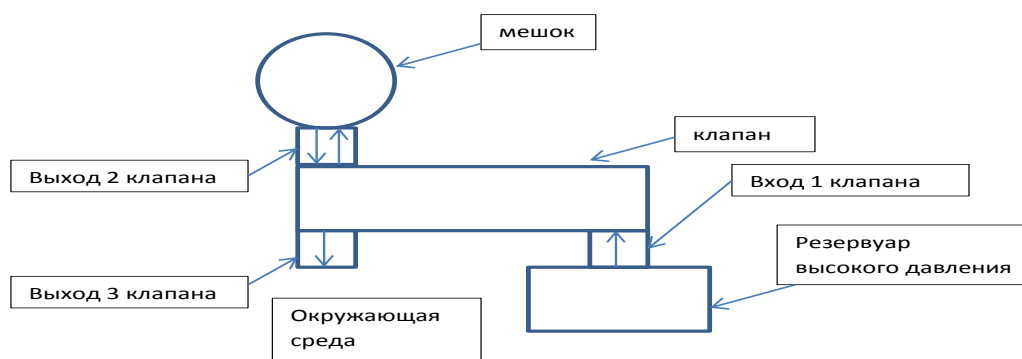 мешок
клапан
Выход 2 клапана
Вход 1 клапана
Резервуар
высокого давления
Выход 3 клапана
Окружающая
среда